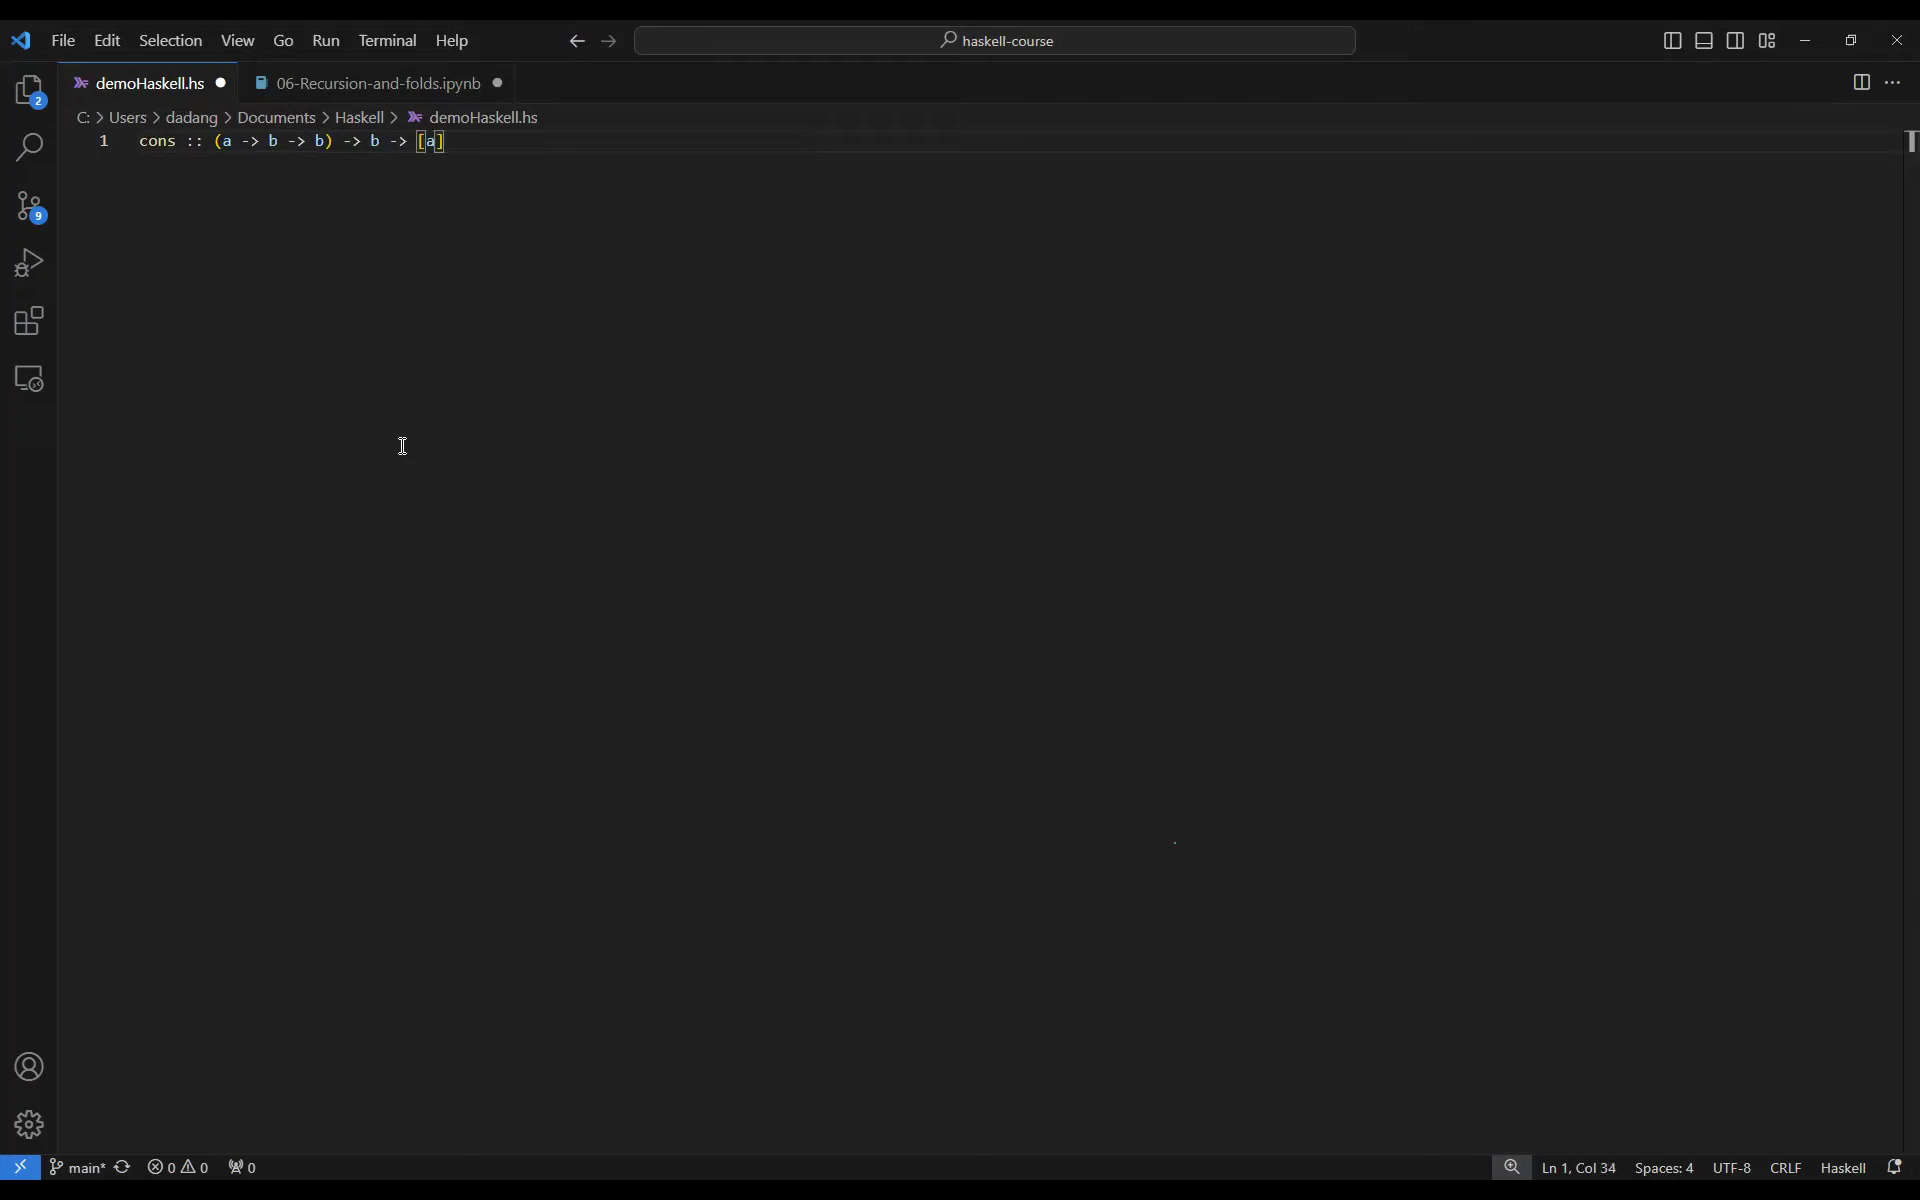 File Edit Selection View Go Run Terminal Help haskell-course
demoHaskell.hs 06-Recursion-and-folds.ipynb
C: > Users > dadang > Documents > Haskell > demoHaskell.hs
1 cons :: (a -> b -> b) -> b -> [a]
2
9
main* 0 0 0 Ln 1, Col 34 Spaces: 4 UTF-8 CRLF Haskell